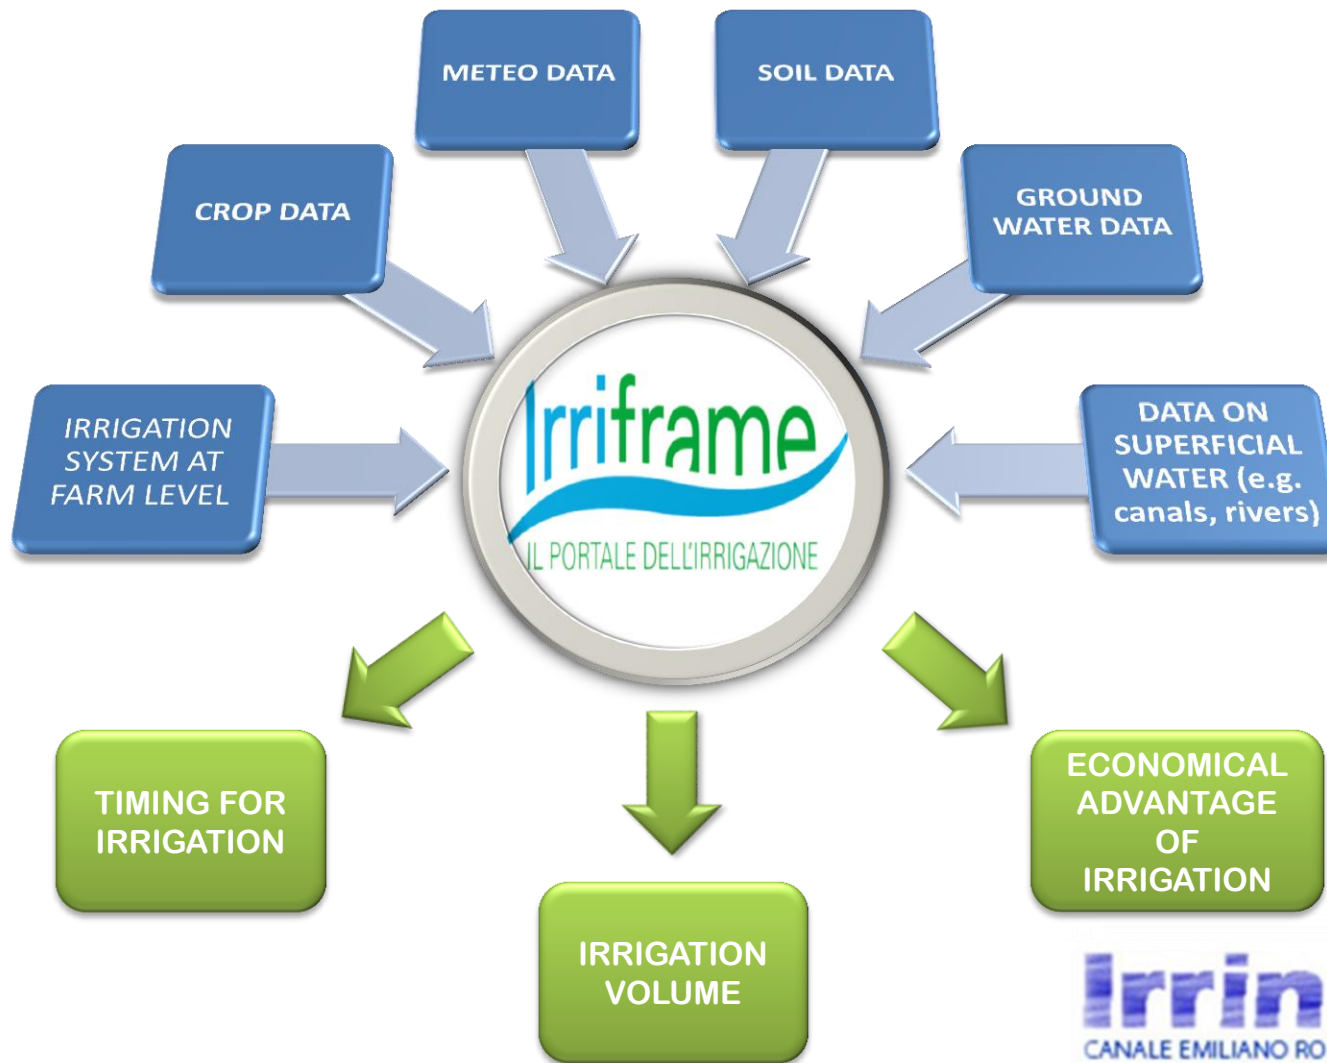 METEO DATA
SOIL DATA
CROP DATA
GROUND
WATER DATA
IRRIGATION
SYSTEM AT
FARM LEVEL
DATA ON
SUPERFICIAL
WATER (e.g.
canals, rivers)
Irriframe
IL PORTALE DELL'IRRIGAZIONE
TIMING FOR
IRRIGATION
IRRIGATION
VOLUME
ECONOMICAL
ADVANTAGE
OF
IRRIGATION
Irrin
CANALE EMILIANO RO